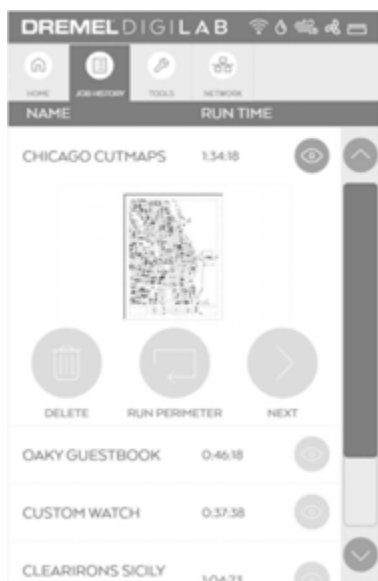 DREMEL DIGILAB
HOME JOB HISTORY TOOLS NETWORK
NAME RUN TIME
CHICAGO CUTMAPS 1:34:18
DELETE RUN PERIMETER NEXT
OAKY GUESTBOOK 0:46:18
CUSTOM WATCH 0:37:38
CLEARIRONS SICILY 1:04:23